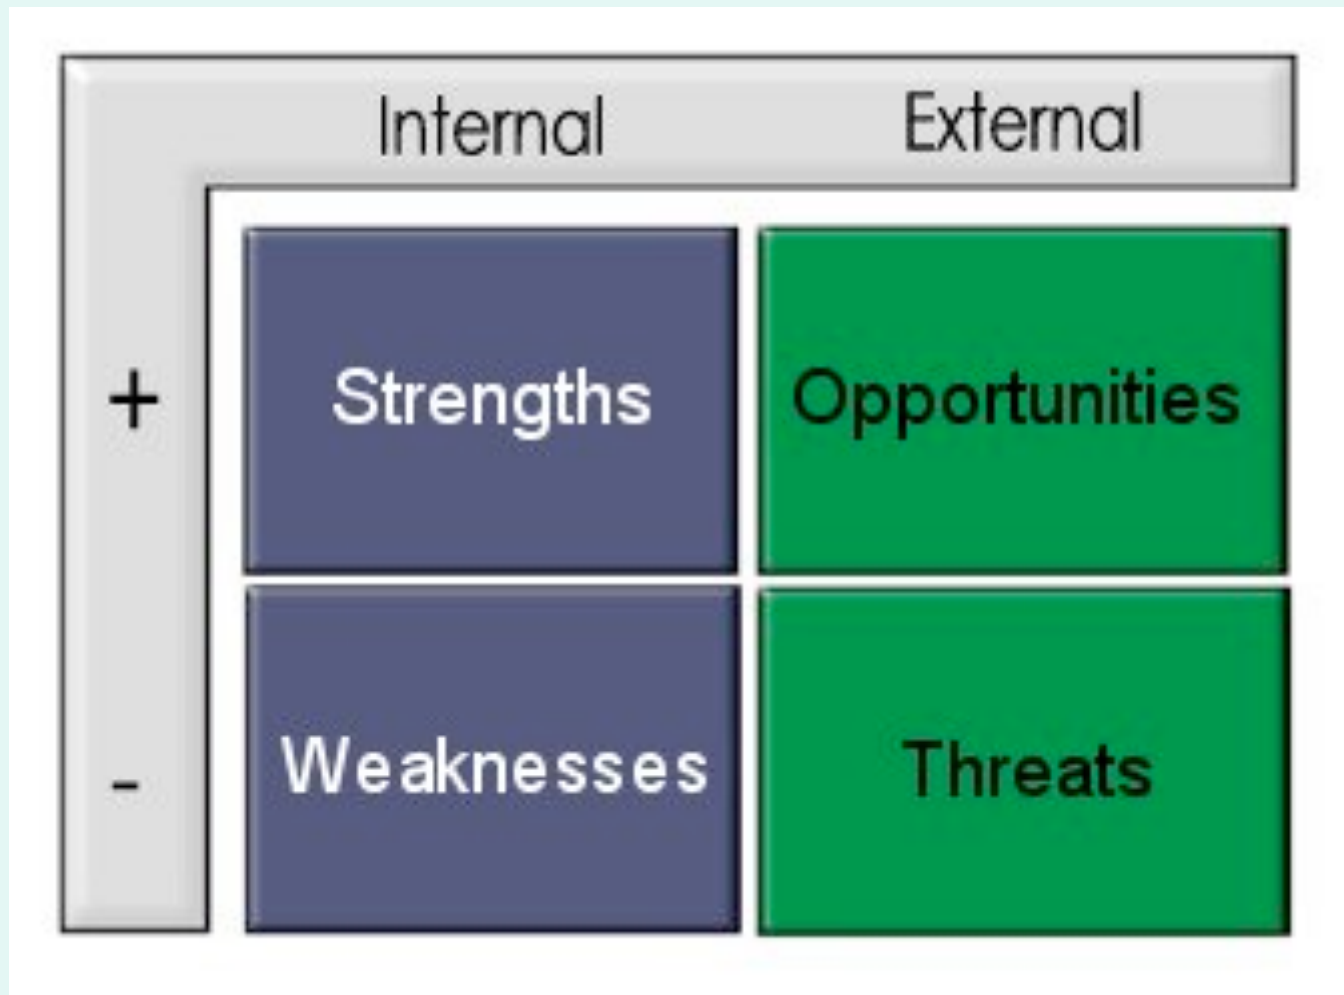 Internal External
+ Strengths Opportunities
- Weaknesses Threats